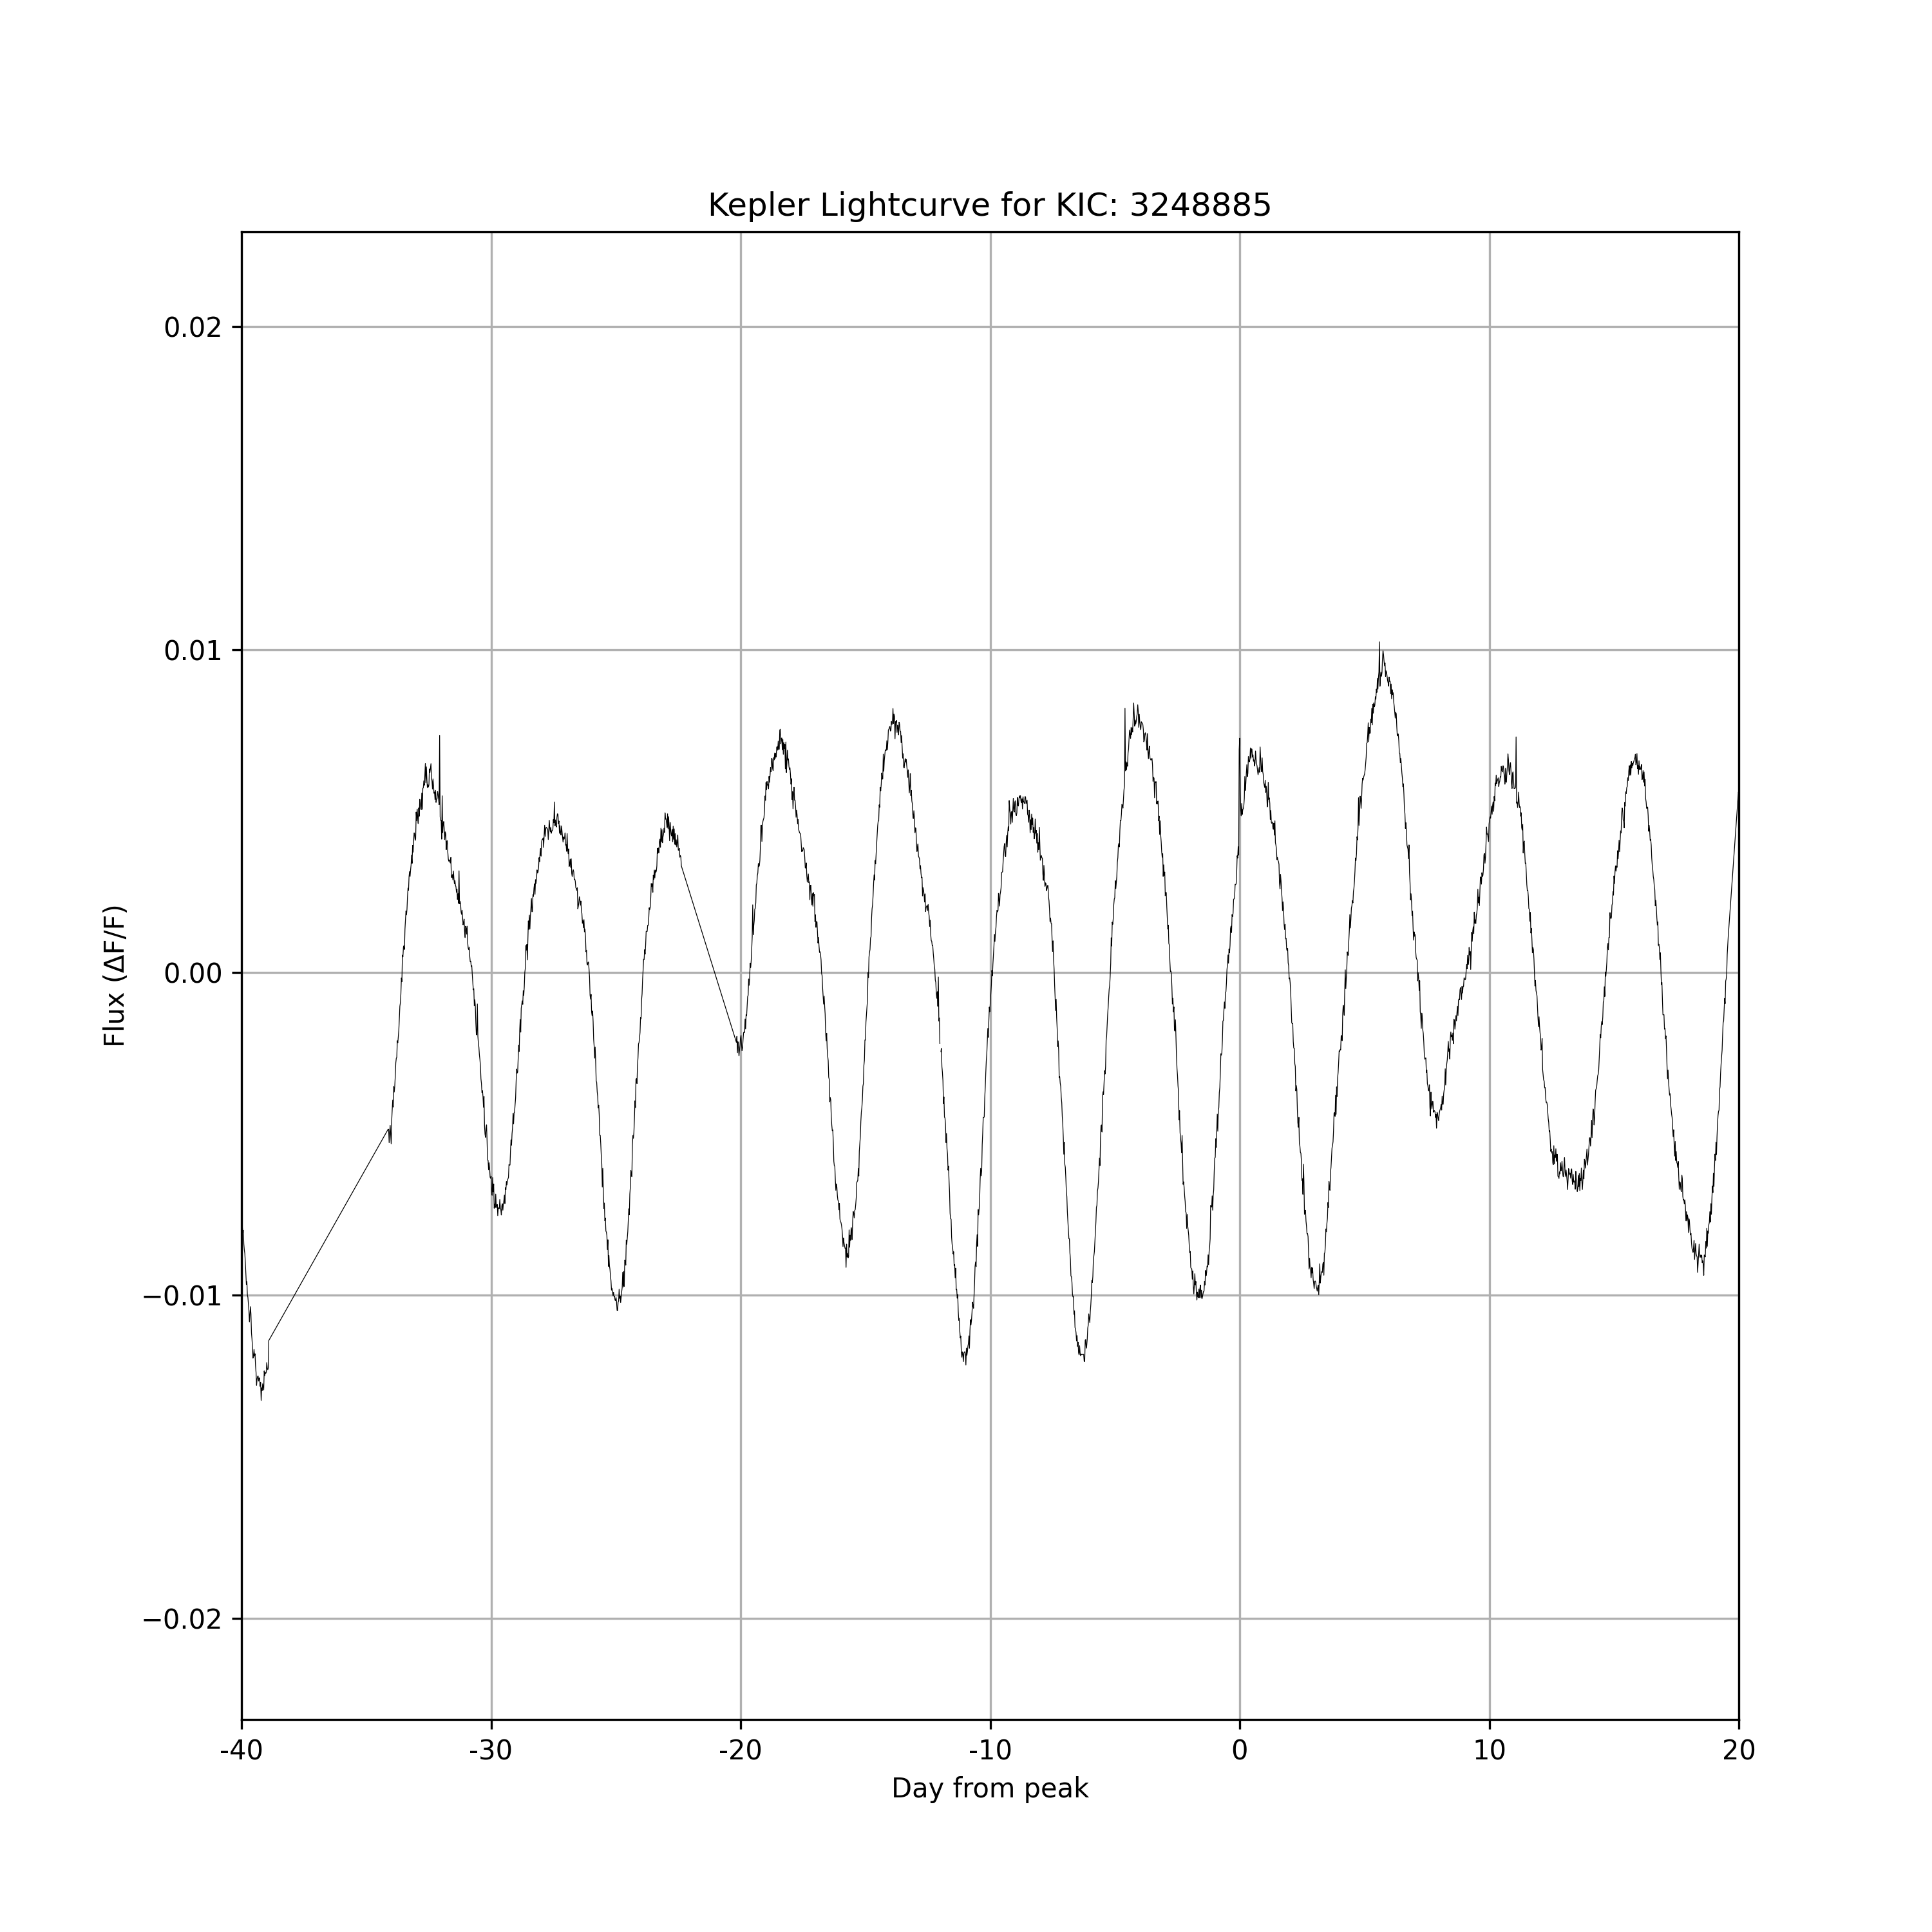 Kepler Lightcurve for KIC: 3248885
0.02
0.01
0.00
−0.01
−0.02
Flux (ΔF/F)
-40 -30 -20 -10 0 10 20
Day from peak